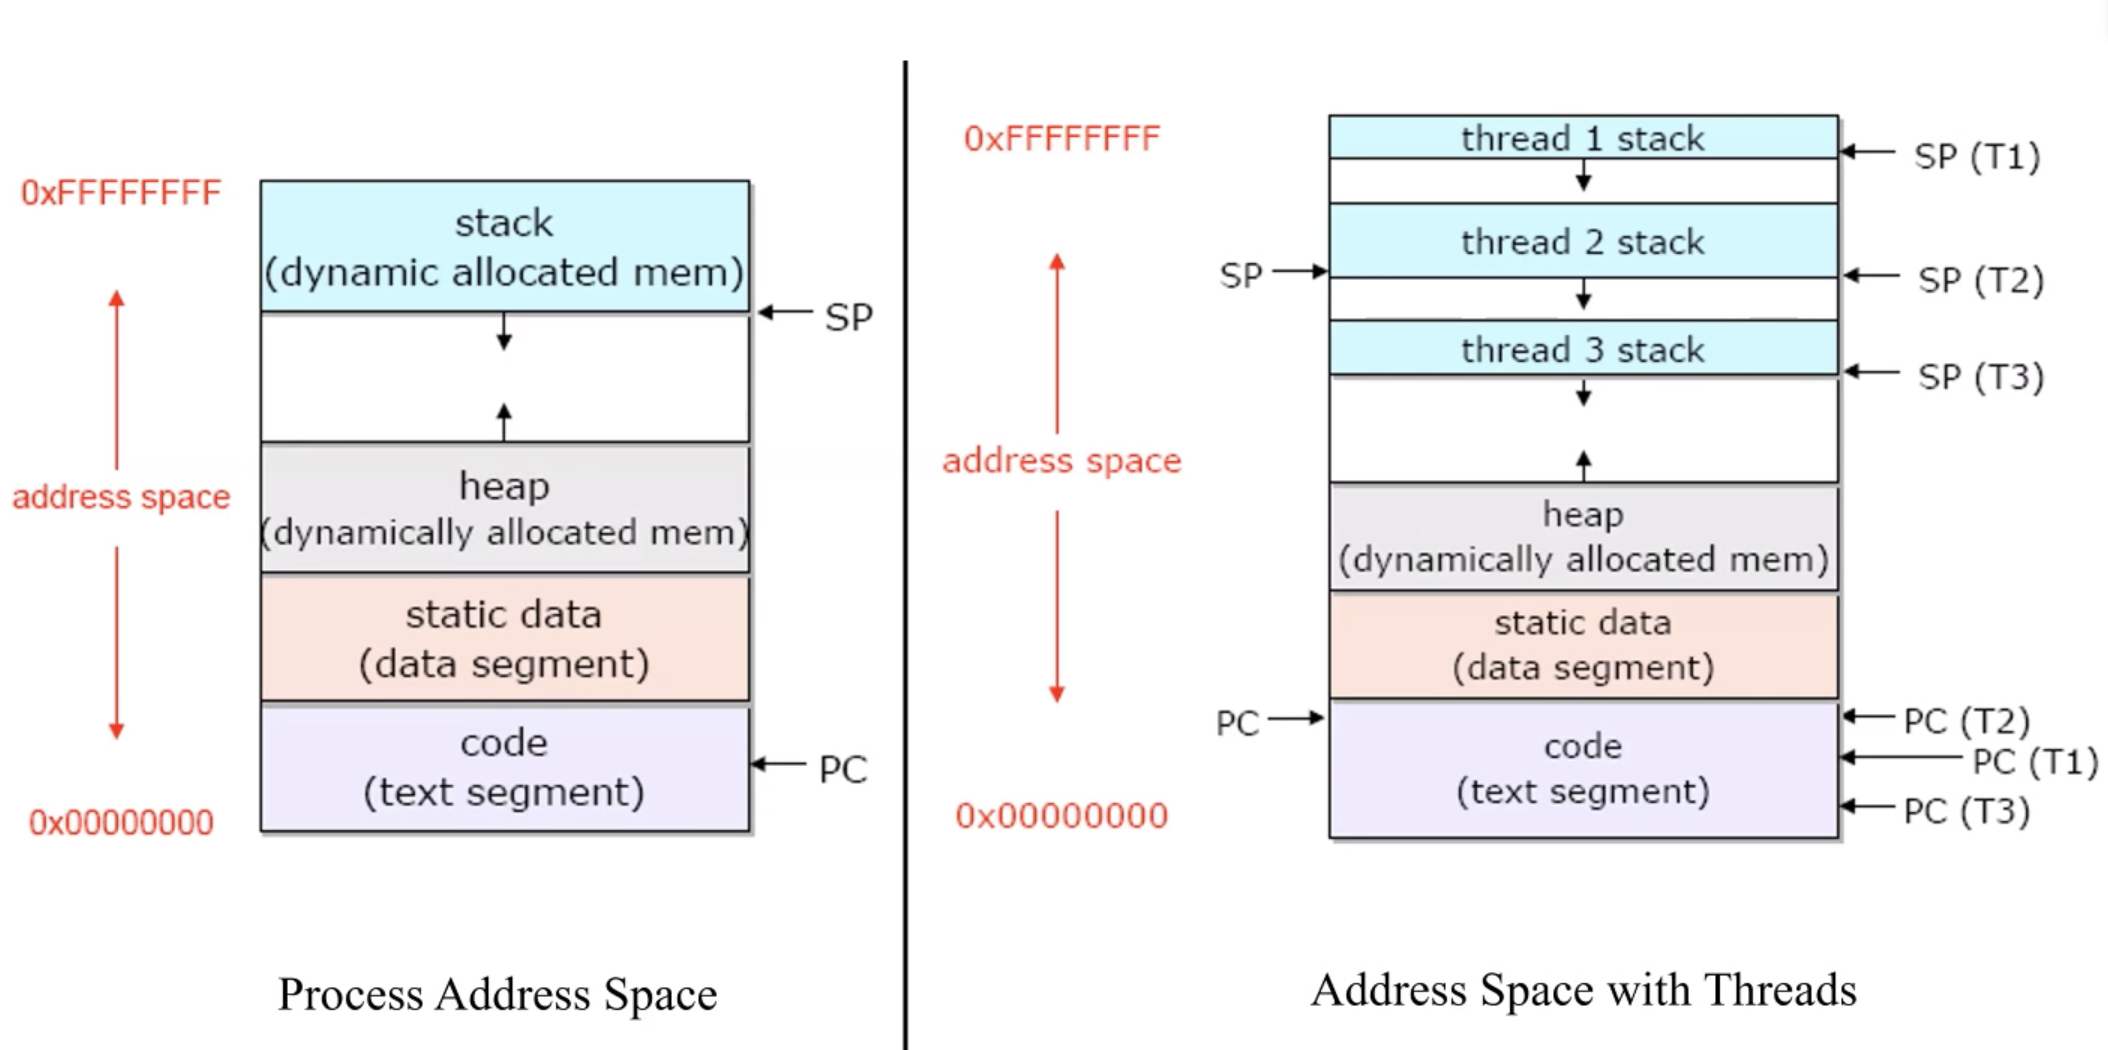 0xFFFFFFFF
stack
(dynamic allocated mem)
SP
address space
heap
(dynamically allocated mem)
static data
(data segment)
code
(text segment)
PC
0x00000000
Process Address Space
0xFFFFFFFF
thread 1 stack
SP (T1)
thread 2 stack
SP
SP (T2)
thread 3 stack
SP (T3)
address space
heap
(dynamically allocated mem)
static data
(data segment)
PC
PC (T2)
code
PC (T1)
(text segment)
PC (T3)
0x00000000
Address Space with Threads